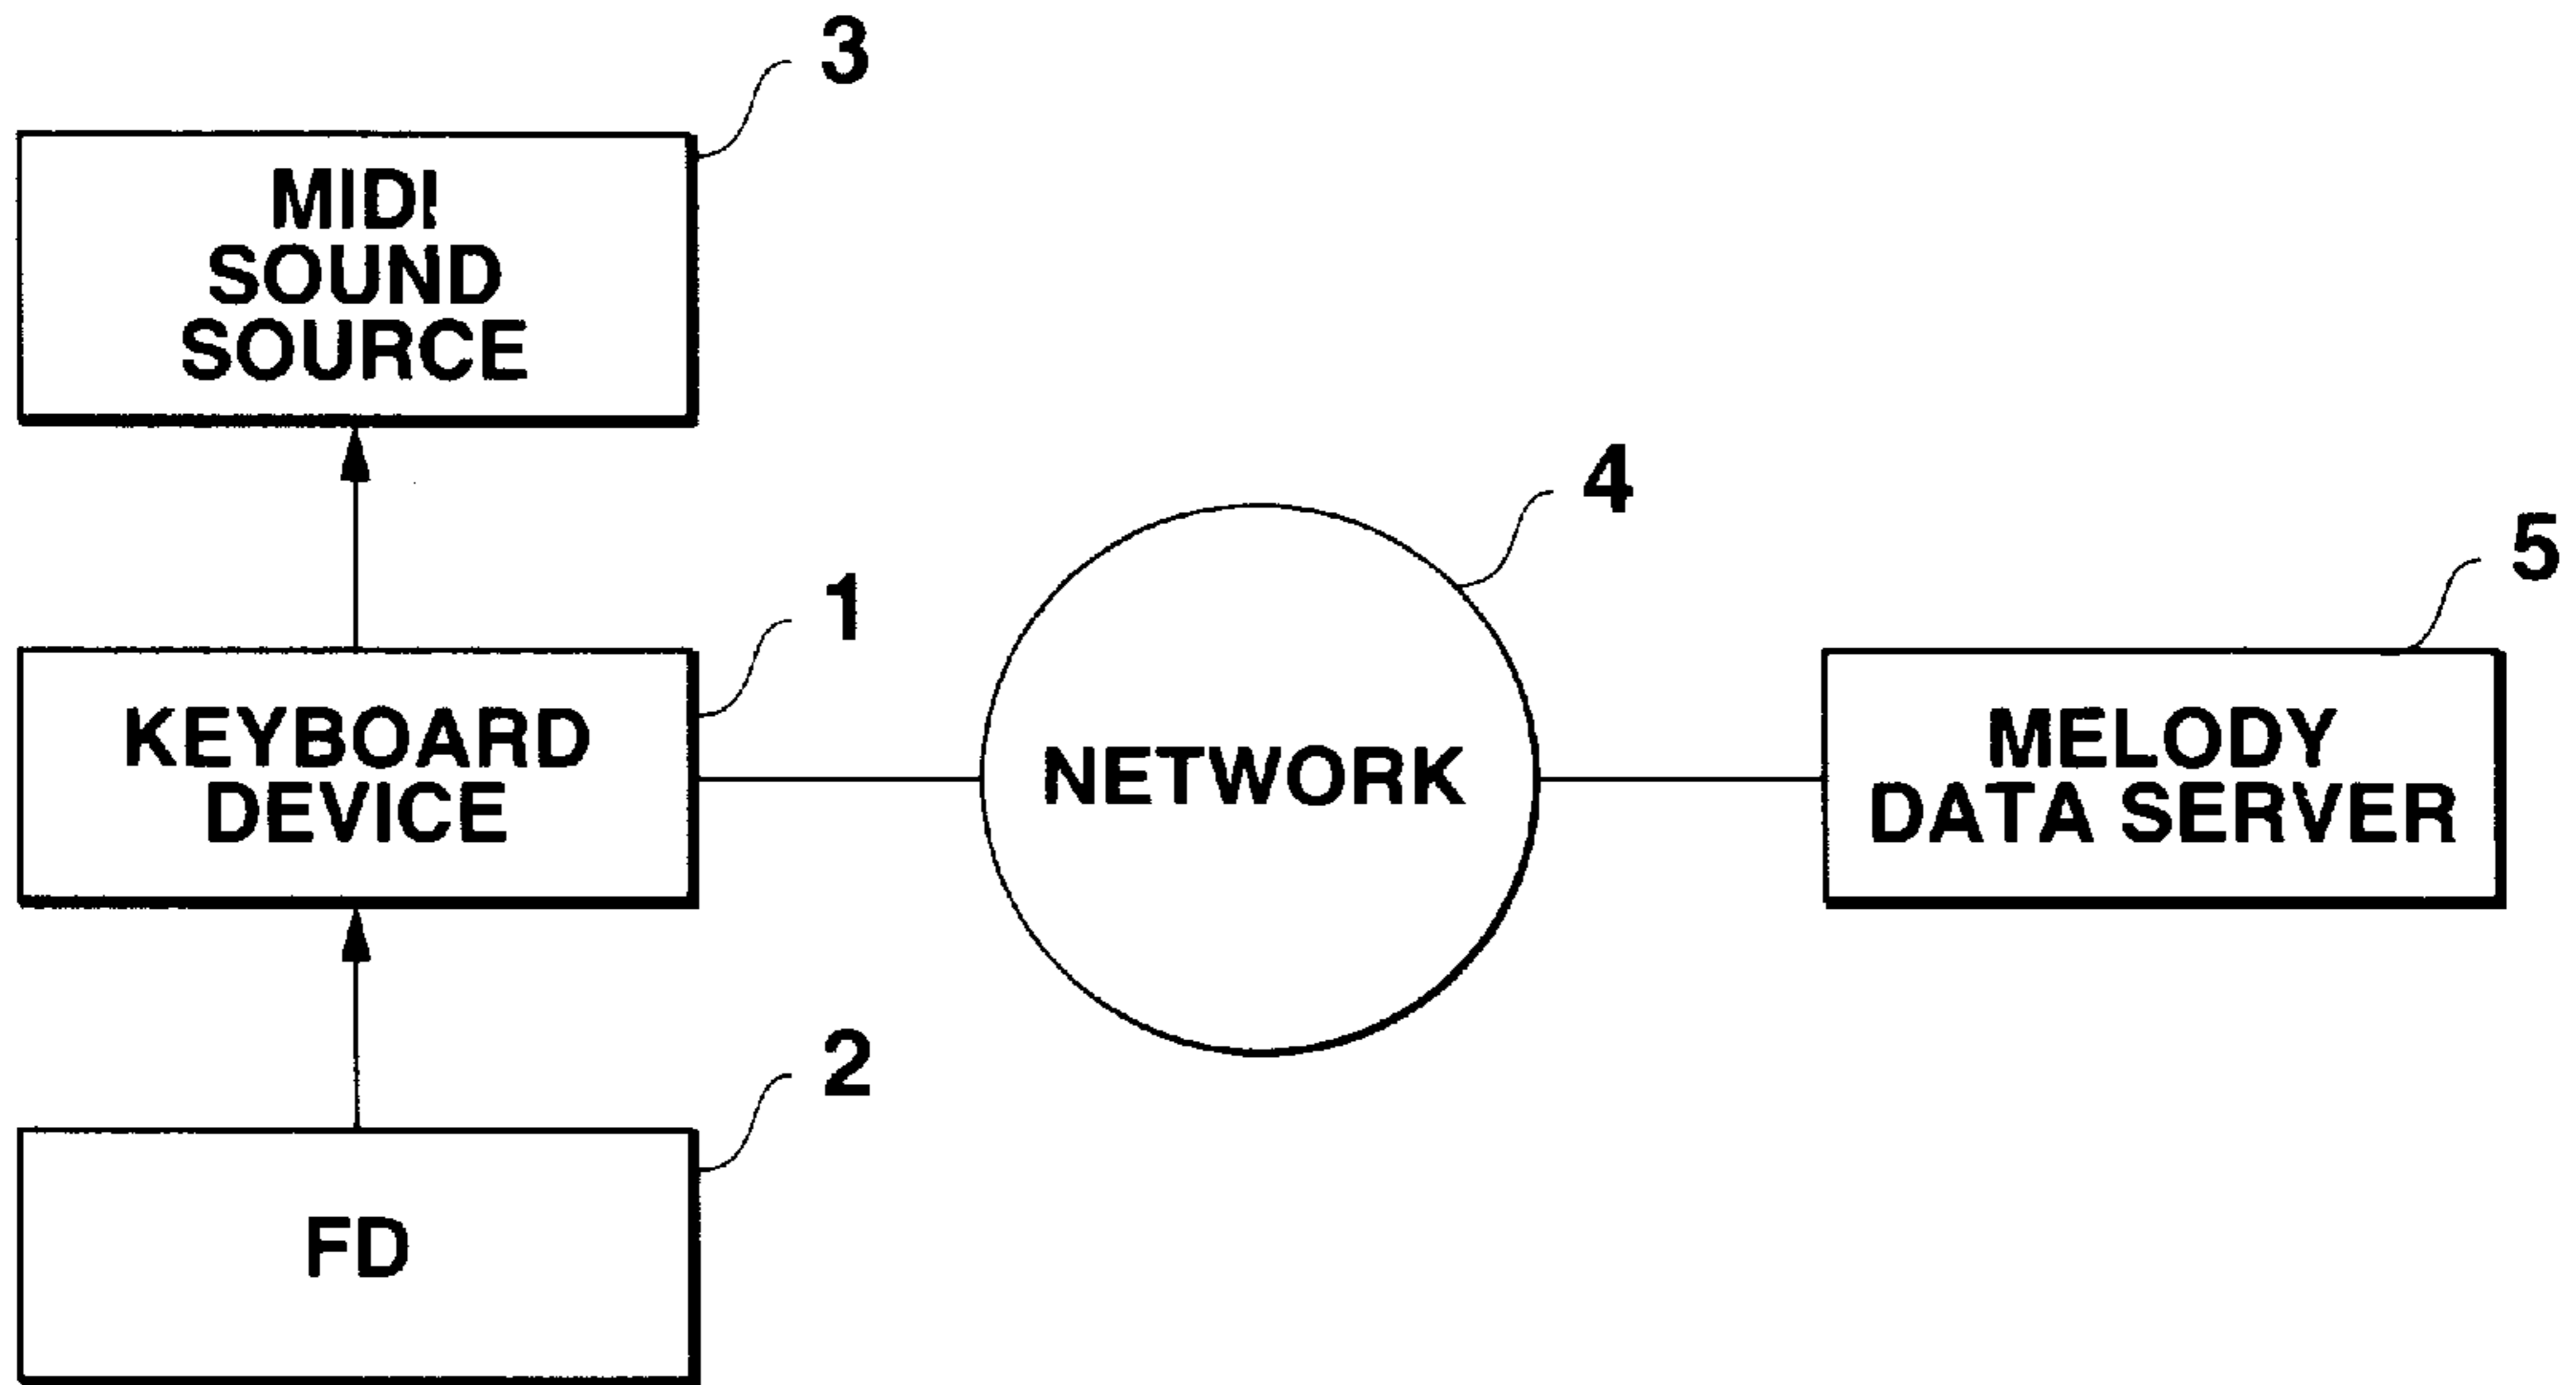 3
MIDI
SOUND
SOURCE
4
5
1
KEYBOARD
DEVICE
NETWORK
MELODY
DATA SERVER
2
FD